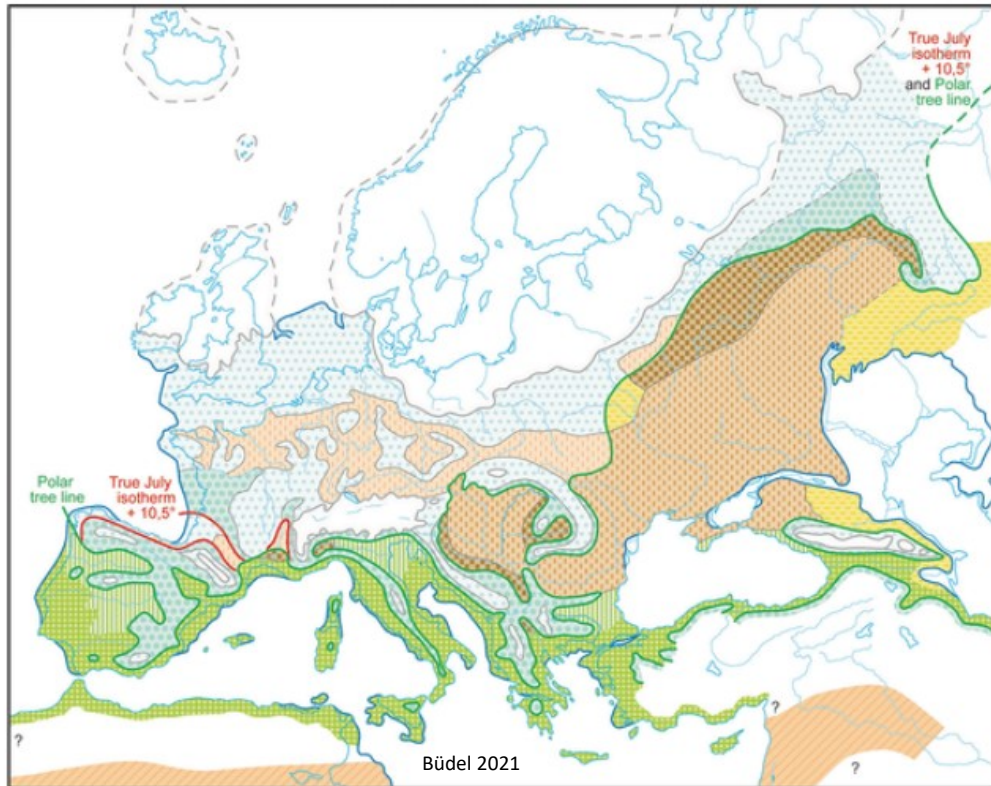 True July
isotherm
+ 10,5°
and Polar
tree line
Polar
tree line
True July
isotherm
+ 10,5°
?
?
?
Büdel 2021